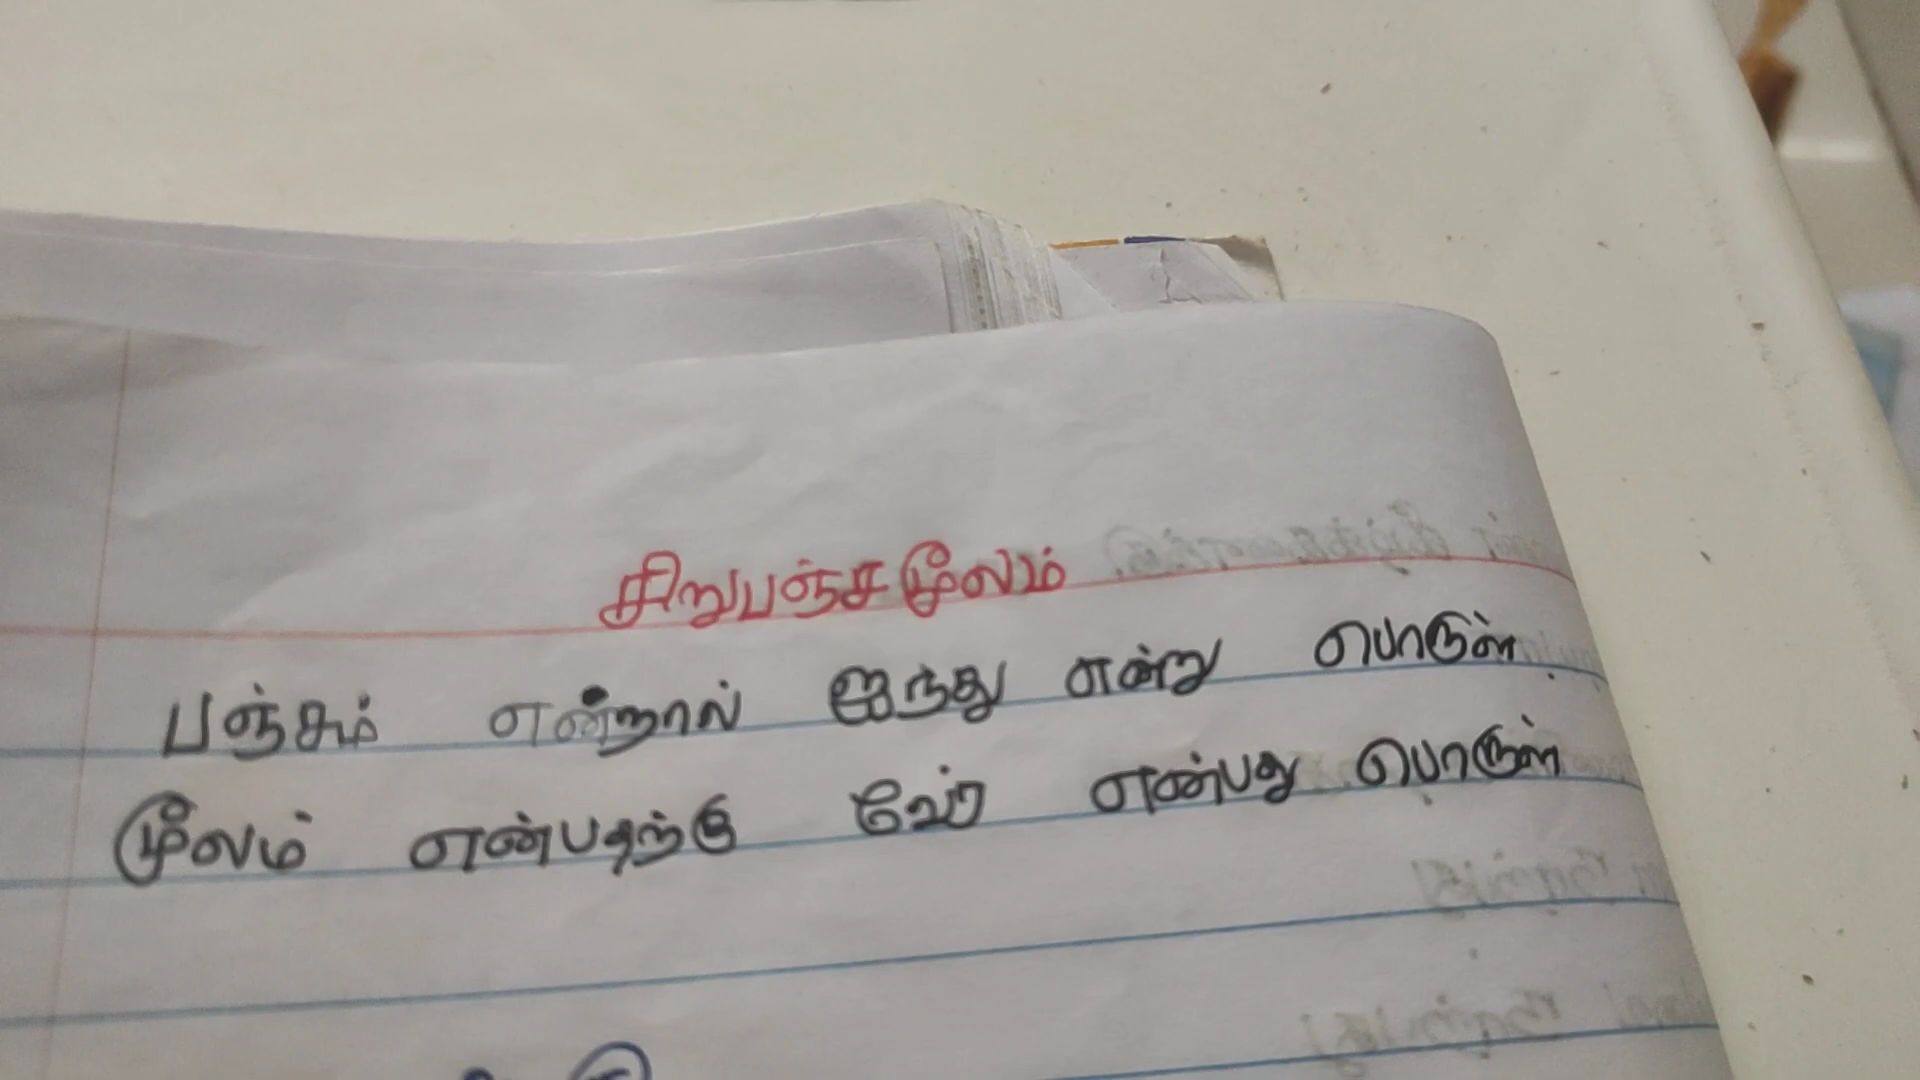 சிறுபஞ்சமூலம்
பஞ்சம் என்றால் ஐந்து என்று பொருள்
மூலம் என்பதற்கு வேர் என்பது பொருள்